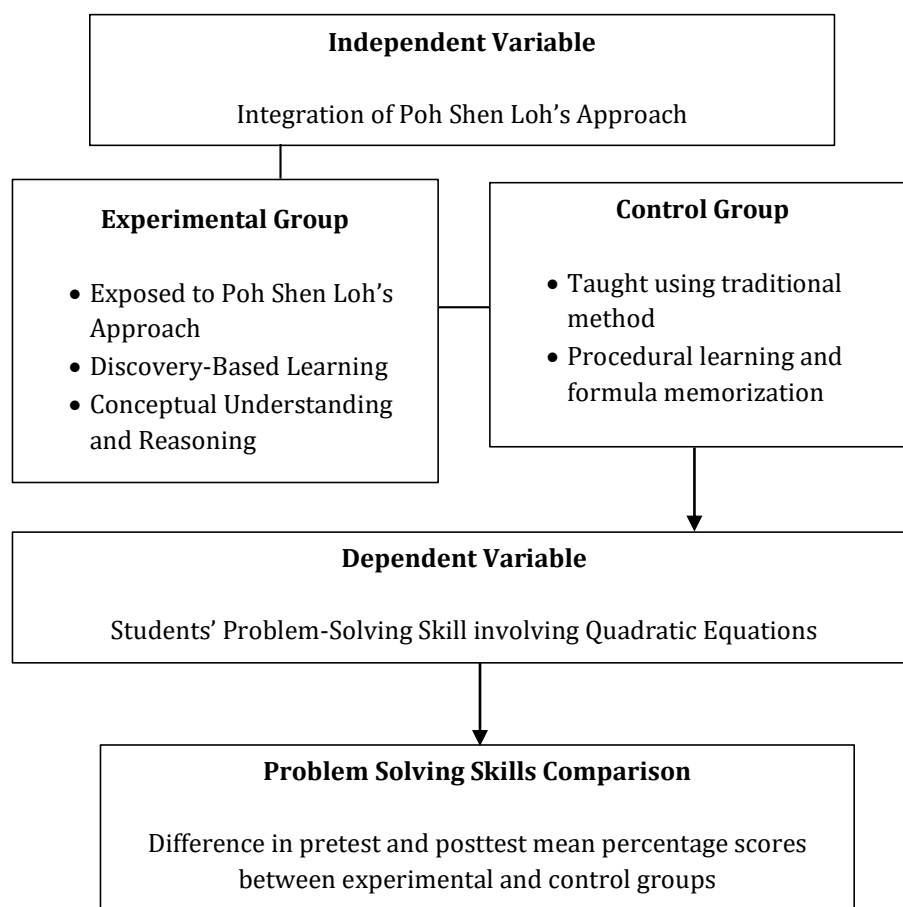 Independent Variable
Integration of Poh Shen Loh’s Approach
Experimental Group
• Exposed to Poh Shen Loh’s
Approach
• Discovery-Based Learning
• Conceptual Understanding
and Reasoning
Control Group
• Taught using traditional
method
• Procedural learning and
formula memorization
Dependent Variable
Students’ Problem-Solving Skill involving Quadratic Equations
Problem Solving Skills Comparison
Difference in pretest and posttest mean percentage scores
between experimental and control groups